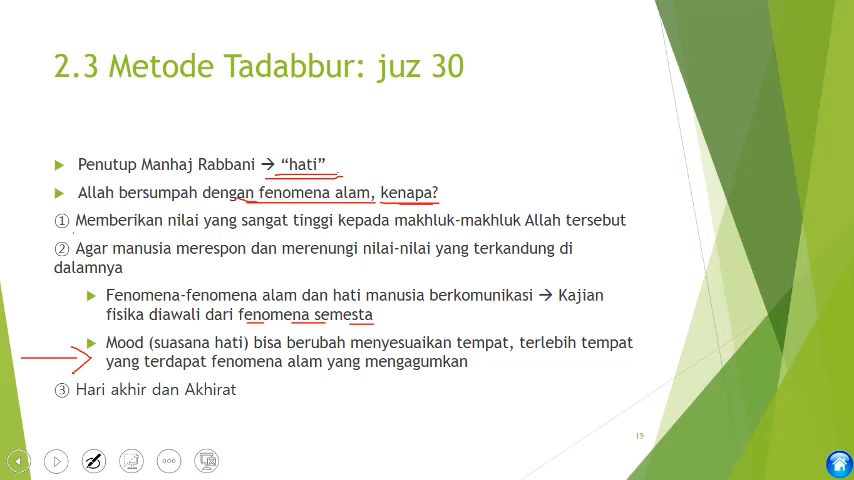 2.3 Metode Tadabbur: juz 30
▶ Penutup Manhaj Rabbani → “hati”
▶ Allah bersumpah dengan fenomena alam, kenapa?
① Memberikan nilai yang sangat tinggi kepada makhluk-makhluk Allah tersebut
② Agar manusia merespon dan merenungi nilai-nilai yang terkandung di
dalamnya
▶ Fenomena-fenomena alam dan hati manusia berkomunikasi → Kajian
fisika diawali dari fenomena semesta
▶ Mood (suasana hati) bisa berubah menyesuaikan tempat, terlebih tempat
yang terdapat fenomena alam yang mengagumkan
③ Hari akhir dan Akhirat
19